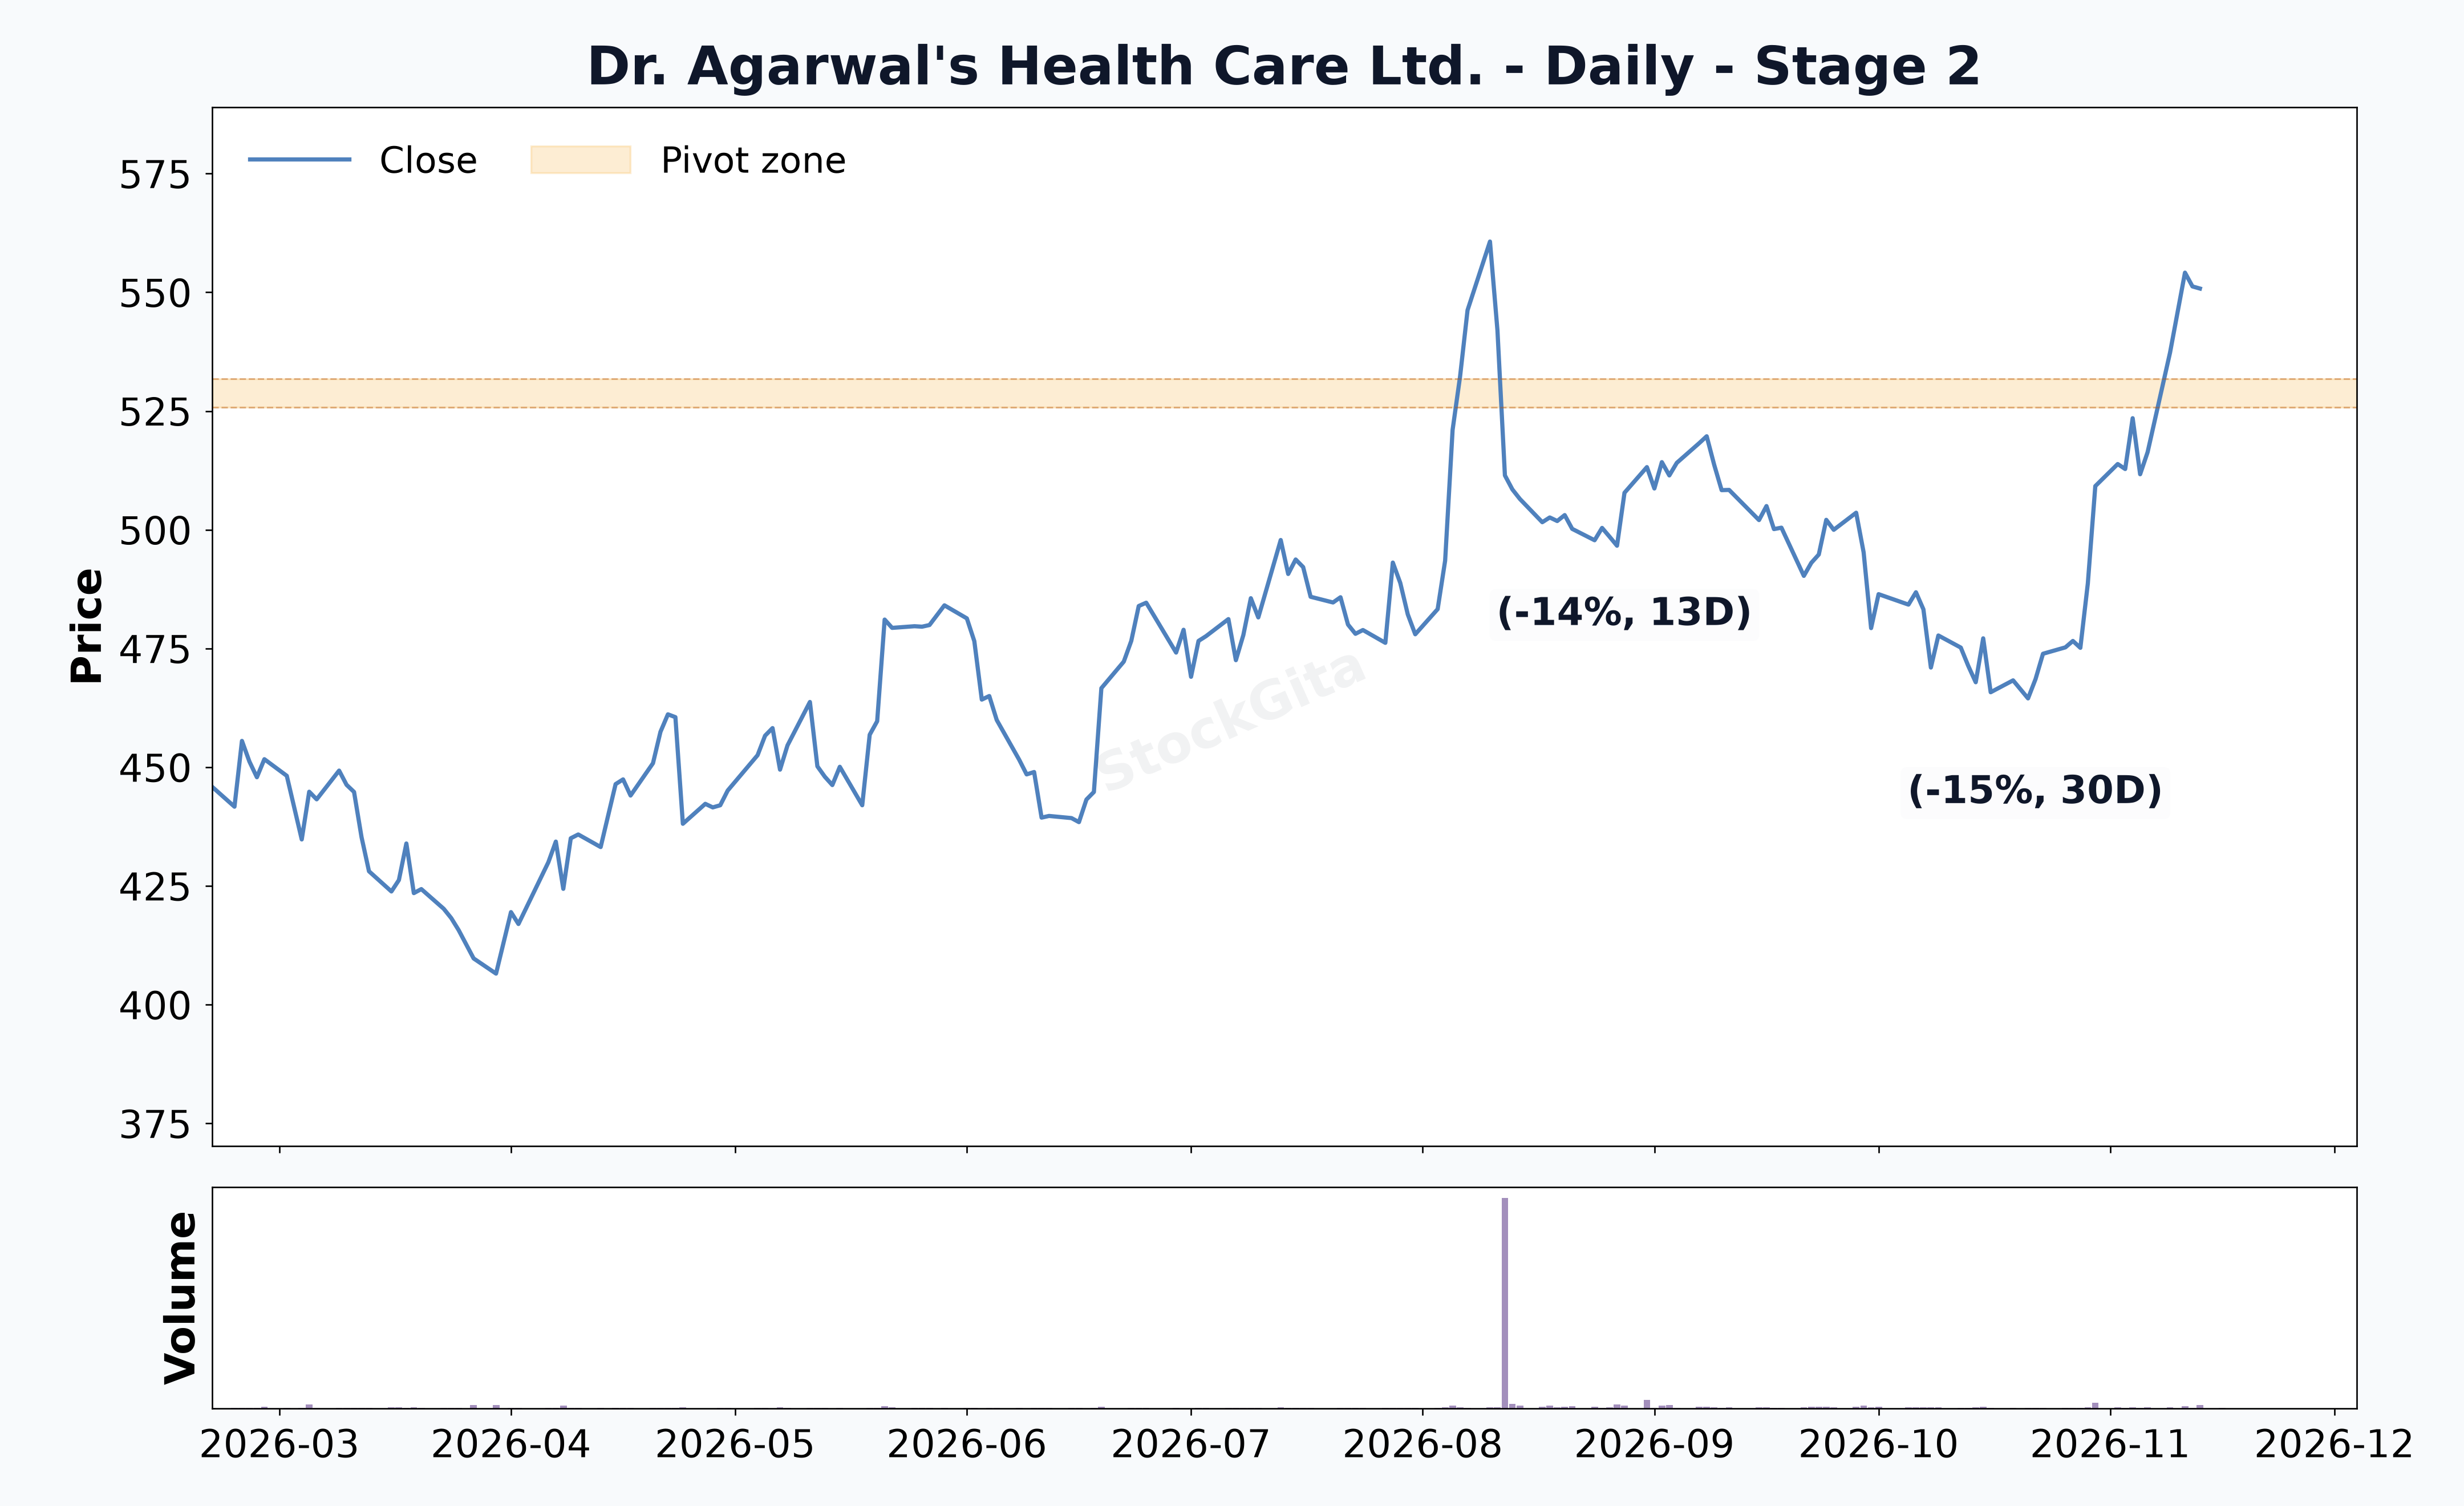 Dr. Agarwal's Health Care Ltd. - Daily - Stage 2
Close
Pivot zone
575
550
525
500
475
450
425
400
375
Price
(-14%, 13D)
(-15%, 30D)
StockGita
Volume
2026-03
2026-04
2026-05
2026-06
2026-07
2026-08
2026-09
2026-10
2026-11
2026-12